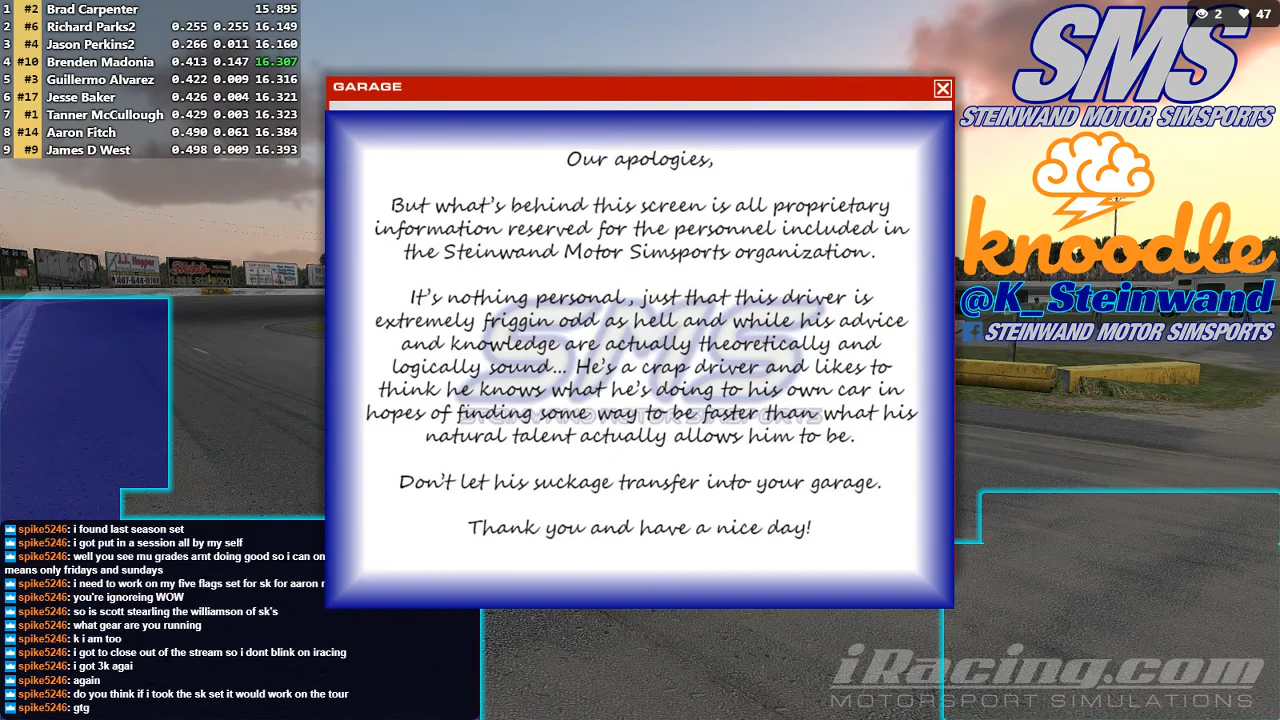 1 #2 Brad Carpenter 15.895
2 #6 Richard Parks2 0.255 0.255 16.149
3 #4 Jason Perkins2 0.266 0.011 16.160
4 #10 Brenden Madonia 0.413 0.147 16.307
5 #3 Guillermo Alvarez 0.422 0.009 16.316
6 #17 Jesse Baker 0.426 0.004 16.321
7 #1 Tanner McCullough 0.429 0.003 16.323
8 #14 Aaron Fitch 0.490 0.061 16.384
9 #9 James D West 0.498 0.009 16.393
2 47
SMS
STEINWAND MOTOR SIMSPORTS
knoodle
@K_Steinwand
STEINWAND MOTOR SIMSPORTS
GARAGE
Our apologies,
But what's behind this screen is all proprietary
information reserved for the personnel included in
the Steinwand Motor Simsports organization.
It's nothing personal, just that this driver is
extremely friggin odd as hell and while his advice
and knowledge are actually theoretically and
logically sound... He's a crap driver and likes to
think he knows what he's doing to his own car in
hopes of finding some way to be faster than what his
natural talent actually allows him to be.
Don't let his suckage transfer into your garage.
Thank you and have a nice day!
SMS
STEINWAND MOTOR SIMSPORTS
spike5246: i found last season set
spike5246: i got put in a session all by my self
spike5246: well you see mu grades arnt doing good so i can on
means only fridays and sundays
spike5246: i need to work on my five flags set for sk for aaron
spike5246: you're ignoreing WOW
spike5246: so is scott stearling the williamson of sk's
spike5246: what gear are you running
spike5246: k i am too
spike5246: i got to close out of the stream so i dont blink on iracing
spike5246: i got 3k agai
spike5246: again
spike5246: do you think if i took the sk set it would work on the tour
spike5246: gtg
iRacing.com
MOTORSPORT SIMULATIONS